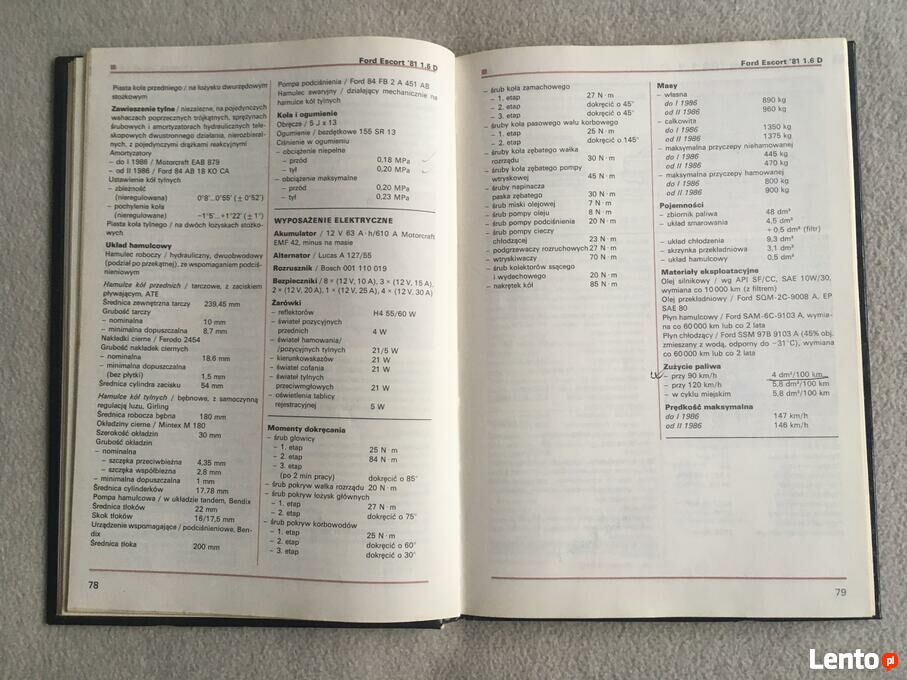 Ford Escort '81 1.6 D
Piasta koła przedniego / na łożysku dwurzędowym
stożkowym
Zawieszenie tylne / niezależne, na pojedynczych
wahaczach poprzecznych trójkątnych, sprężynach
śrubowych i amortyzatorach hydraulicznych tele-
skopowych dwustronnego działania, nierozbieral-
nych, z pojedynczymi drążkami reakcyjnymi
Amortyzatory
– do I 1986 / Motorcraft EAB 879
– od II 1986 / Ford 84 AB 18 KO CA
Ustawienie kół tylnych
– zbieżność
(nieregulowana) 0°8'...0°55' (± 0°52')
– pochylenie koła
(nieregulowane) –1°5'...+1°22' (± 1°)
Piasta koła tylnego / na dwóch łożyskach stożko-
wych
Układ hamulcowy
Hamulec roboczy / hydrauliczny, dwuobwodowy
(podział po przekątnej), ze wspomaganiem podciś-
nieniowym
Hamulce kół przednich / tarczowe, z zaciskiem
pływającym, ATE
Średnica zewnętrzna tarczy 239,45 mm
Grubość tarczy
– nominalna 10 mm
– minimalna dopuszczalna 8,7 mm
Nakładki cierne / Ferodo 2454
Grubość nakładek ciernych
– nominalna 18,6 mm
– minimalna dopuszczalna
(bez płytki) 1,5 mm
Średnica cylindra zacisku 54 mm
Hamulce kół tylnych / bębnowe, z samoczynną
regulacją luzu, Girling
Średnica robocza bębna 180 mm
Okładziny cierne / Mintex M 180
Szerokość okładzin 30 mm
Grubość okładzin
– nominalna
– szczęka przeciwbieżna 4,35 mm
– szczęka współbieżna 2,8 mm
– minimalna dopuszczalna 1 mm
Średnica cylinderków 17,78 mm
Pompa hamulcowa / w układzie tandem, Bendix
Średnica tłoków 22 mm
Skok tłoków 16/17,5 mm
Urządzenie wspomagające / podciśnieniowe, Ben-
dix
Średnica tłoka 200 mm
Pompa podciśnienia / Ford 84 FB 2 A 451 AB
Hamulec awaryjny / działający mechanicznie na
hamulce kół tylnych
Koła i ogumienie
Obręcze / 5 J x 13
Ogumienie / bezdętkowe 155 SR 13
Ciśnienie w ogumieniu
– obciążenie niepełne
– przód 0,18 MPa
– tył 0,20 MPa
– obciążenie maksymalne
– przód 0,20 MPa
– tył 0,23 MPa
WYPOSAŻENIE ELEKTRYCZNE
Akumulator / 12 V 63 A·h/610 A Motorcraft
EMF 42, minus na masie
Alternator / Lucas A 127/55
Rozrusznik / Bosch 001 110 019
Bezpieczniki / 8 × (12 V, 10 A), 3 × (12 V, 15 A),
2 × (12 V, 20 A), 1 × (12 V, 25 A), 4 × (12 V, 30 A)
Żarówki
– reflektorów H4 55/60 W
– świateł pozycyjnych
przednich 4 W
– świateł hamowania/
/pozycyjnych tylnych 21/5 W
– kierunkowskazów 21 W
– świateł cofania 21 W
– świateł tylnych
przeciwmgłowych 21 W
– oświetlenia tablicy
rejestracyjnej 5 W
Momenty dokręcania
– śrub głowicy
– 1. etap 25 N·m
– 2. etap 84 N·m
– 3. etap
(po 2 min pracy) dokręcić o 85°
– śrub pokryw wałka rozrządu 20 N·m
– śrub pokryw łożysk głównych
– 1. etap 27 N·m
– 2. etap dokręcić o 75°
– śrub pokryw korbowodów
– 1. etap 25 N·m
– 2. etap dokręcić o 60°
– 3. etap dokręcić o 30°
78
Ford Escort '81 1.6 D
– śrub koła zamachowego
– 1. etap 27 N·m
– 2. etap dokręcić o 45°
– 3. etap dokręcić o 45°
– śruby koła pasowego wału korbowego
– 1. etap 25 N·m
– 2. etap dokręcić o 145°
– śruby koła zębatego wałka
rozrządu 30 N·m
– śruby koła zębatego pompy
wtryskowej 45 N·m
– śruby napinacza
paska zębatego 30 N·m
– śrub miski olejowej 7 N·m
– śrub pompy oleju 8 N·m
– śrub pompy podciśnienia 20 N·m
– śrub pompy cieczy
chłodzącej 23 N·m
– podgrzewaczy rozruchowych 27 N·m
– wtryskiwaczy 70 N·m
– śrub kolektorów ssącego
i wydechowego 20 N·m
– nakrętek kół 85 N·m
Masy
– własna
do I 1986 890 kg
od II 1986 960 kg
– całkowita
do I 1986 1350 kg
od II 1986 1375 kg
– maksymalna przyczepy niehamowanej
do I 1986 445 kg
od II 1986 470 kg
– maksymalna przyczepy hamowanej
do I 1986 800 kg
od II 1986 900 kg
Pojemności
– zbiornik paliwa 48 dm³
– układ smarowania 4,5 dm³
+ 0,5 dm³ (filtr)
– układ chłodzenia 9,3 dm³
– skrzynka przekładniowa 3,1 dm³
– układ hamulcowy 0,5 dm³
Materiały eksploatacyjne
Olej silnikowy / wg API SF/CC, SAE 10W/30,
wymiana co 10 000 km (z filtrem)
Olej przekładniowy / Ford SQM-2C-9008 A, EP
SAE 80
Płyn hamulcowy / Ford SAM-6C-9103 A, wymia-
na co 60 000 km lub co 2 lata
Płyn chłodzący / Ford SSM 97B 9103 A (45% obj.
zmieszany z wodą, odporny do −31°C), wymiana
co 60 000 km lub co 2 lata
Zużycie paliwa
– przy 90 km/h 4 dm³/100 km
– przy 120 km/h 5,8 dm³/100 km
– w cyklu miejskim 5,8 dm³/100 km
Prędkość maksymalna
do I 1986 147 km/h
od II 1986 146 km/h
79
Lento.pl